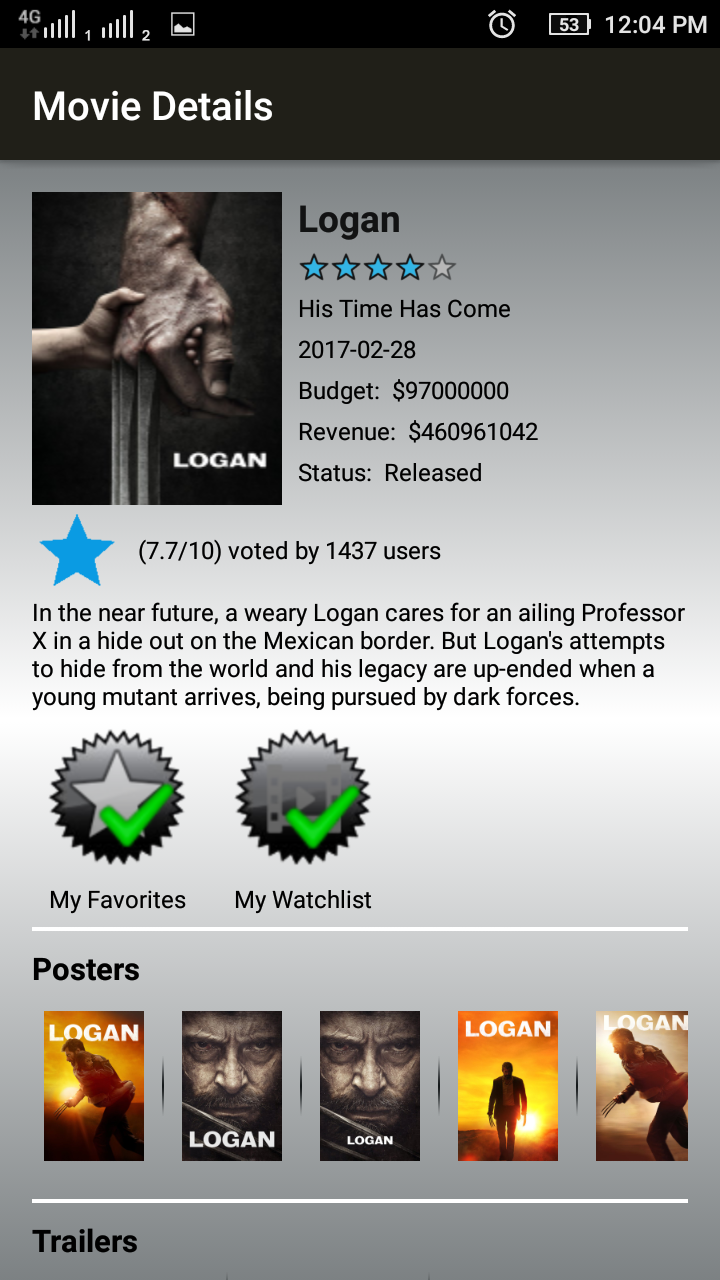 4G 1 2 53 12:04 PM
Movie Details
Logan
His Time Has Come
2017-02-28
Budget: $97000000
Revenue: $460961042
Status: Released
LOGAN
(7.7/10) voted by 1437 users
In the near future, a weary Logan cares for an ailing Professor
X in a hide out on the Mexican border. But Logan's attempts
to hide from the world and his legacy are up-ended when a
young mutant arrives, being pursued by dark forces.
My Favorites My Watchlist
Posters
LOGAN LOGAN LOGAN LOGAN LOGAN
Trailers